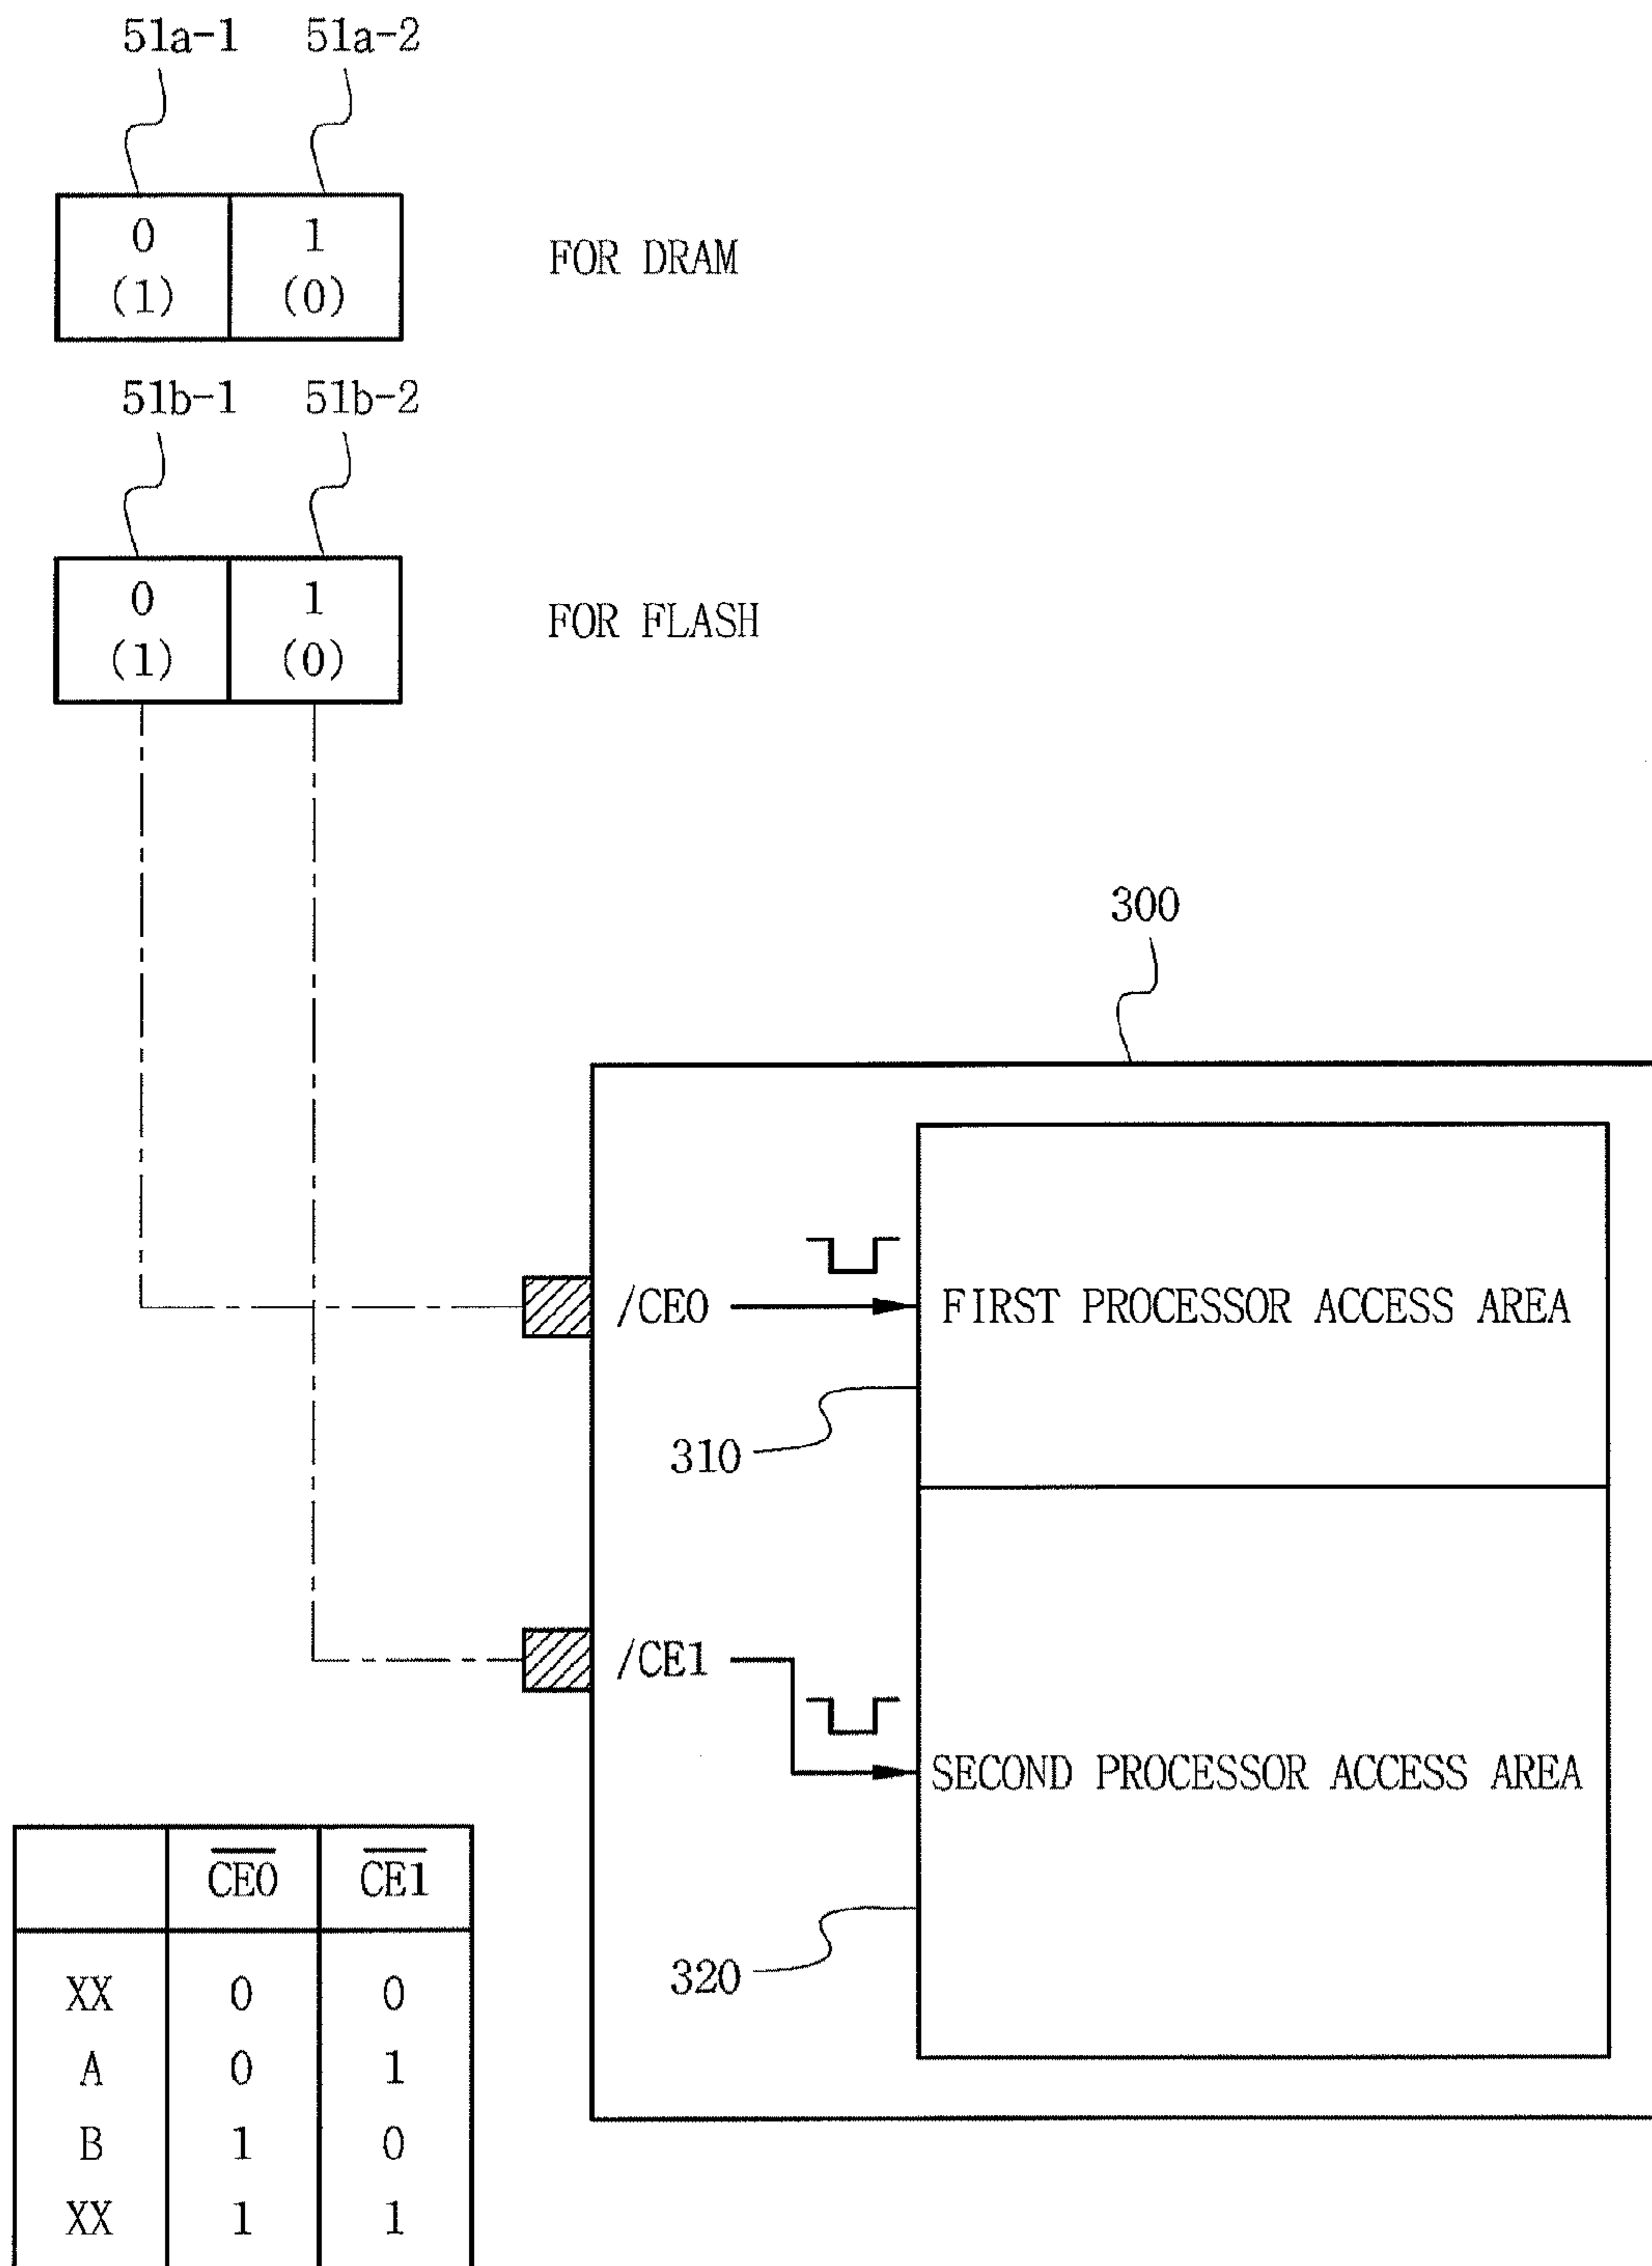 51a-1 51a-2
0 1
(1) (0)
FOR DRAM
51b-1 51b-2
0 1
(1) (0)
FOR FLASH
300
/CE0
FIRST PROCESSOR ACCESS AREA
310
/CE1
SECOND PROCESSOR ACCESS AREA
320
C̅E̅0̅ C̅E̅1̅
XX 0 0
A 0 1
B 1 0
XX 1 1